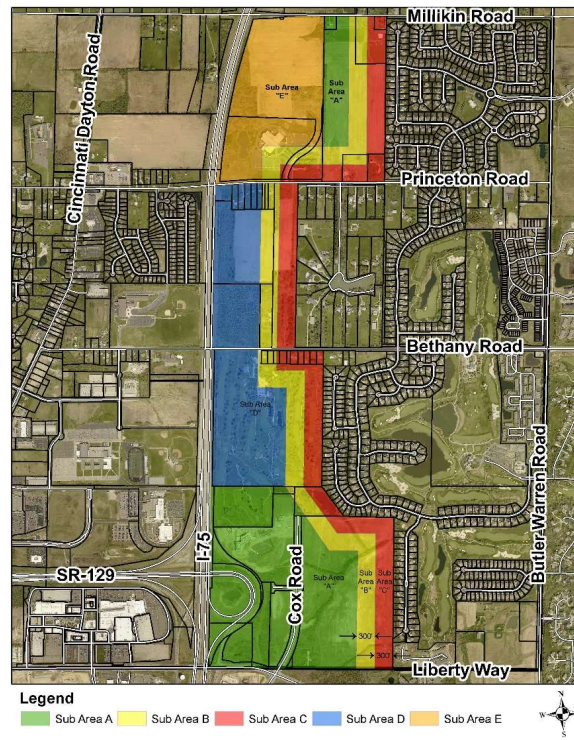 Millikin Road
Cincinnati Dayton Road
Sub Area
"E"
Sub
Area
"A"
Princeton Road
Bethany Road
Sub Area
"D"
Butler Warren Road
I-75
SR-129
Cox Road
Sub Area
"A"
Sub
Area
"B"
Sub
Area
"C"
300'
300'
Liberty Way
Legend
Sub Area A
Sub Area B
Sub Area C
Sub Area D
Sub Area E
N
W
E
S